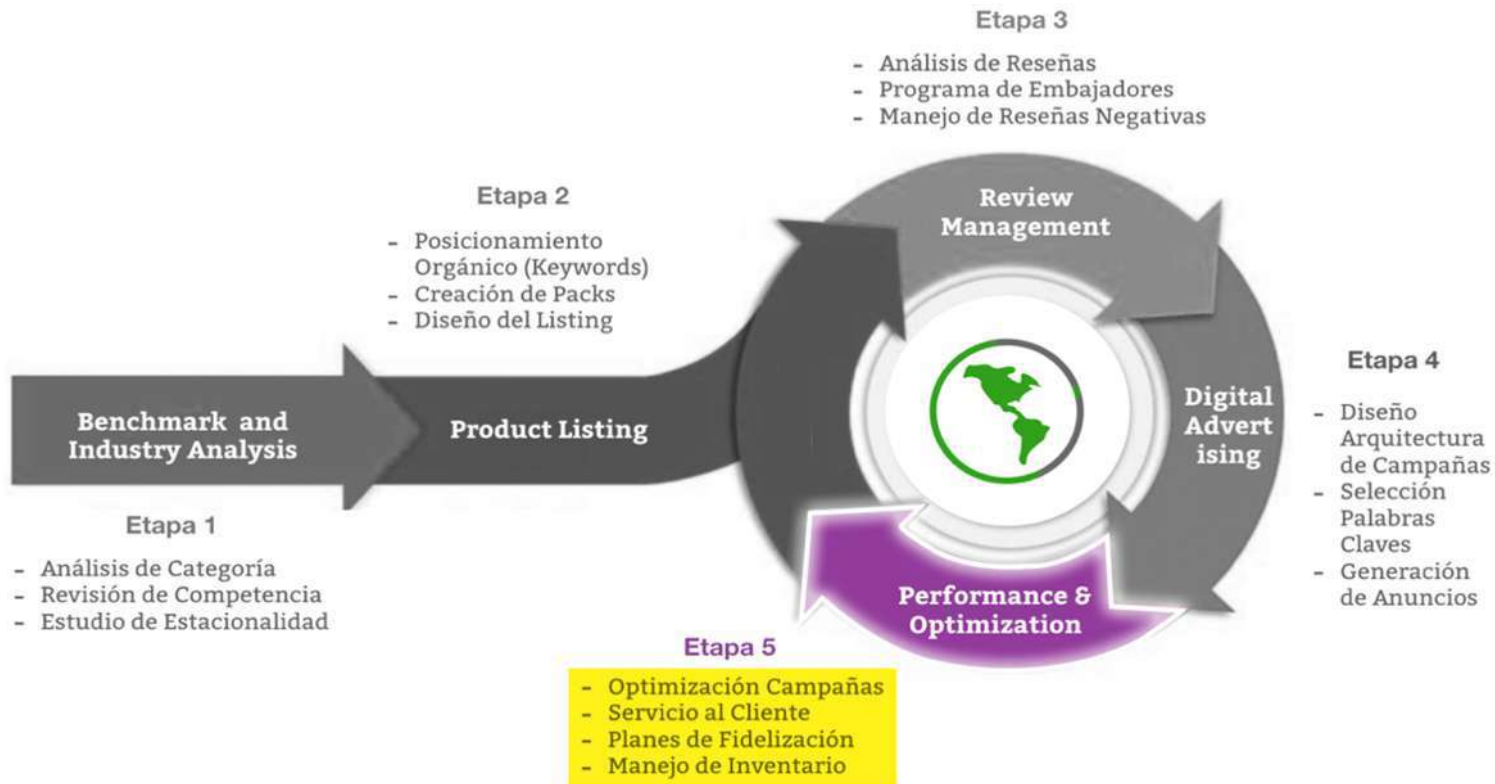 Etapa 3
- Análisis de Reseñas
- Programa de Embajadores
- Manejo de Reseñas Negativas
Etapa 2
- Posicionamiento
Orgánico (Keywords)
- Creación de Packs
- Diseño del Listing
Review
Management
Benchmark and
Industry Analysis
Product Listing
Digital
Advert
ising
Etapa 4
- Diseño
Arquitectura
de Campañas
- Selección
Palabras
Claves
- Generación
de Anuncios
Etapa 1
- Análisis de Categoría
- Revisión de Competencia
- Estudio de Estacionalidad
Performance &
Optimization
Etapa 5
- Optimización Campañas
- Servicio al Cliente
- Planes de Fidelización
- Manejo de Inventario